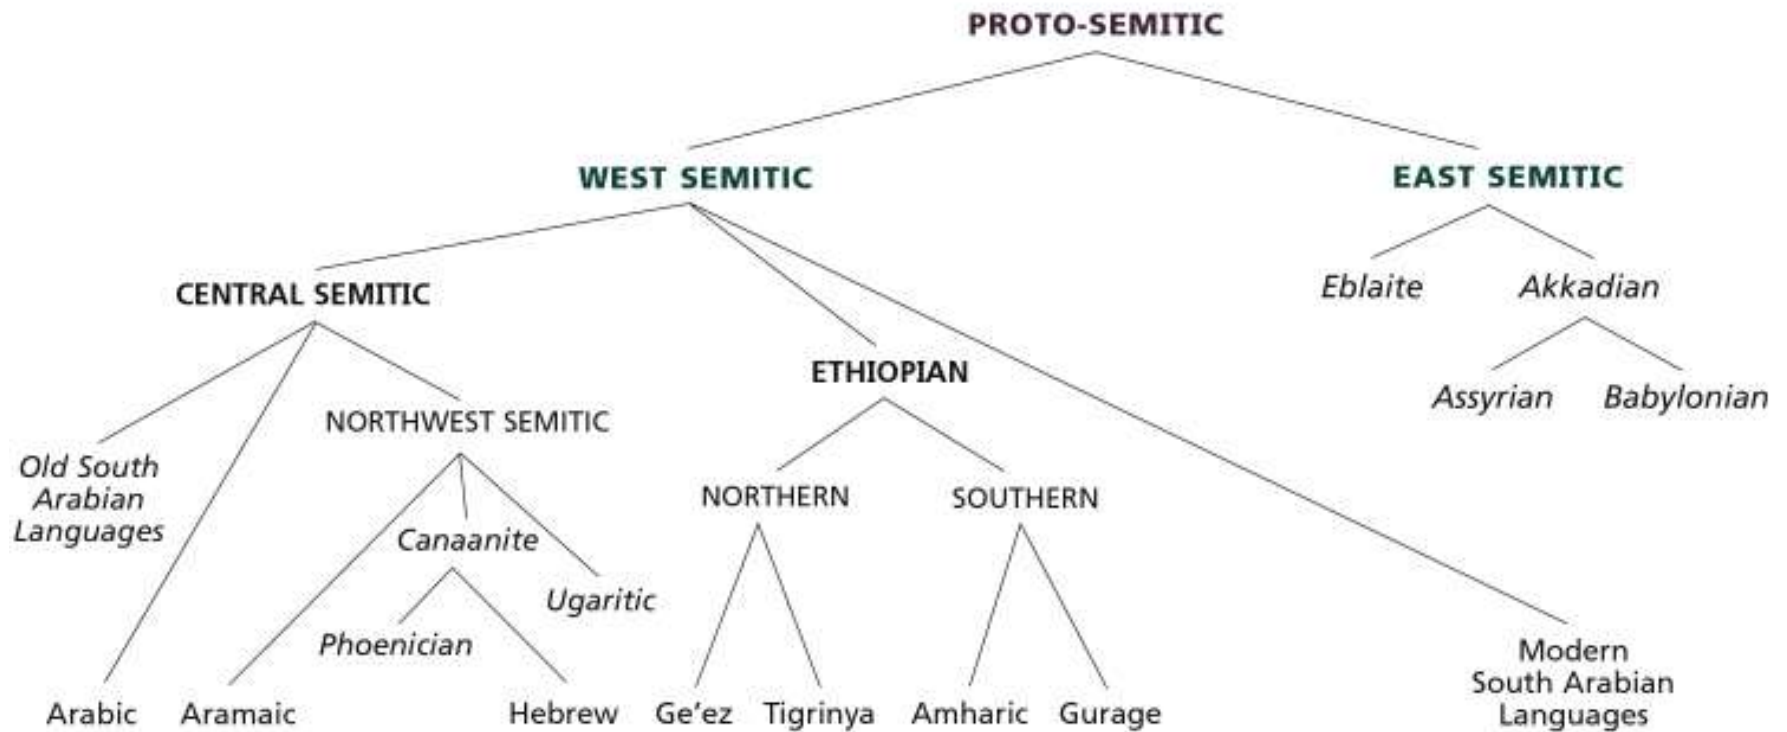 PROTO-SEMITIC
WEST SEMITIC
EAST SEMITIC
CENTRAL SEMITIC
Eblaite
Akkadian
ETHIOPIAN
Assyrian
Babylonian
NORTHWEST SEMITIC
Old South
Arabian
Languages
NORTHERN
SOUTHERN
Canaanite
Ugaritic
Phoenician
Modern
South Arabian
Languages
Arabic
Aramaic
Hebrew
Ge’ez
Tigrinya
Amharic
Gurage